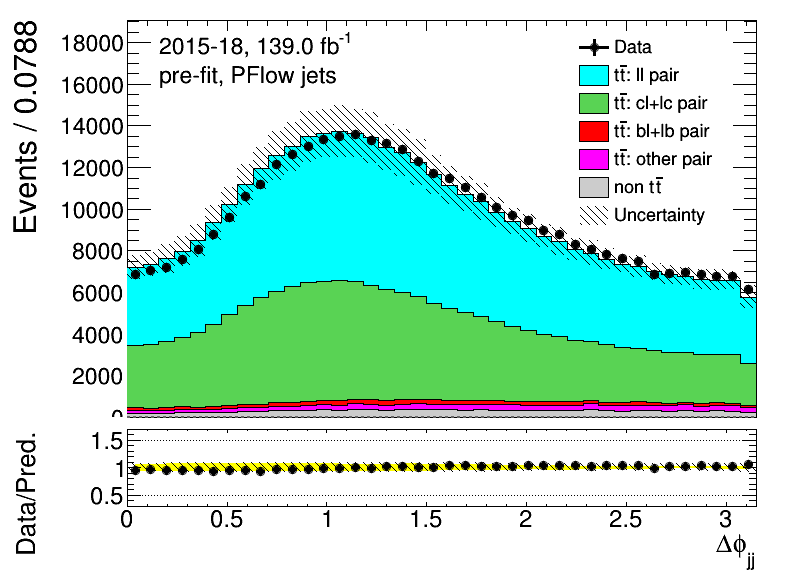 Events / 0.0788
18000
16000
14000
12000
10000
8000
6000
4000
2000
0
2015-18, 139.0 fb⁻¹
pre-fit, PFlow jets
Data
tt̄: ll pair
tt̄: cl+lc pair
tt̄: bl+lb pair
tt̄: other pair
non tt̄
Uncertainty
Data/Pred.
1.5
1
0.5
0 0.5 1 1.5 2 2.5 3
Δϕjj